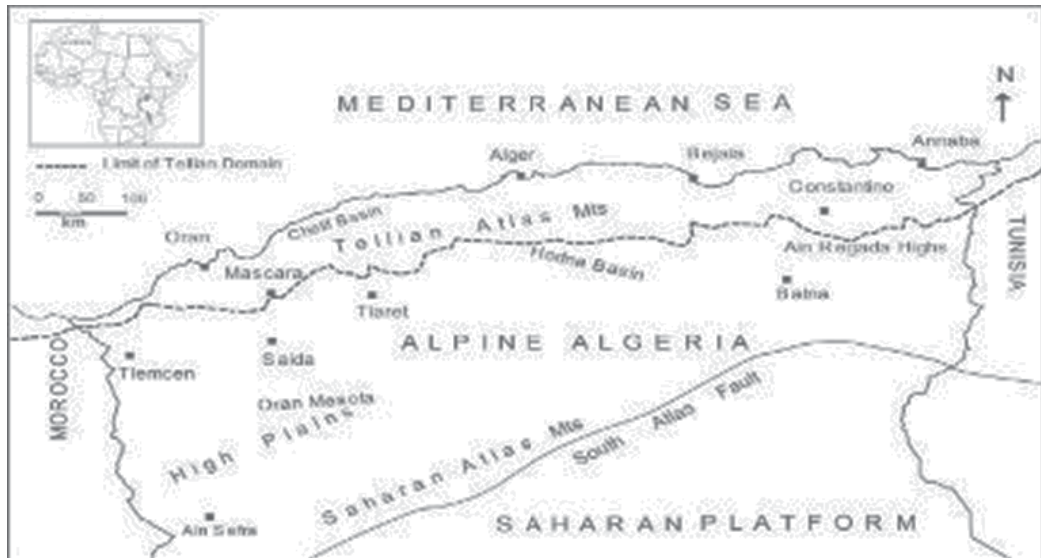 N
MEDITERRANEAN SEA
Limit of Tellian Domain
0 50 100
km
Alger
Bejaia
Annaba
Constantino
Chelif Basin
Tellian Atlas Mts
Oran
Ain Regada Highs
Hodna Basin
Mascara
Tiaret
Batna
TUNISIA
ALPINE ALGERIA
MOROCCO
Tlemcen
Saida
Oran Meseta
High Plains
Saharan Atlas Mts
South Atlas Fault
Ain Sefra
SAHARAN PLATFORM